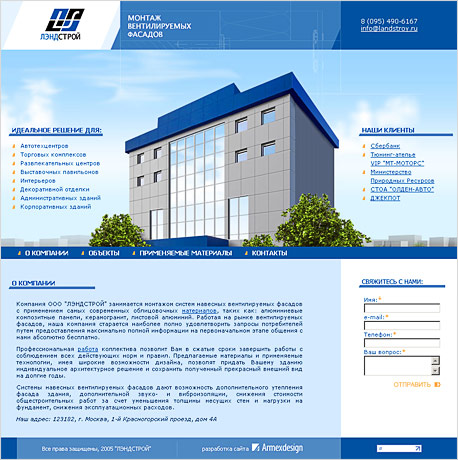 ЛЭНДСТРОЙ
МОНТАЖ
ВЕНТИЛИРУЕМЫХ
ФАСАДОВ
8 (095) 490-6167
info@landstroy.ru
ИДЕАЛЬНОЕ РЕШЕНИЕ ДЛЯ:
Автотехцентров
Торговых комплексов
Развлекательных центров
Выставочных павильонов
Интерьеров
Декоративной отделки
Административных зданий
Корпоративных зданий
НАШИ КЛИЕНТЫ
Сбербанк
Тюнинг-ателье
VIP "МТ-МОТОРС"
Министерство
Природных Ресурсов
СТОА "ОЛДЕН-АВТО"
ДЖЕКПОТ
О КОМПАНИИ
ОБЪЕКТЫ
ПРИМЕНЯЕМЫЕ МАТЕРИАЛЫ
КОНТАКТЫ
О КОМПАНИИ
Компания ООО "ЛЭНДСТРОЙ" занимается монтажом систем навесных вентилируемых фасадов
с применением самых современных облицовочных материалов, таких как: алюминиевые
композитные панели, керамогранит, листовой алюминий. Работая на рынке вентилируемых
фасадов, наша компания старается наиболее полно удовлетворить запросы потребителей
путем предоставления максимально полной информации на первоначальном этапе общения с
нами абсолютно бесплатно.
Профессиональная работа коллектива позволит Вам в сжатые сроки завершить работы с
соблюдением всех действующих норм и правил. Предлагаемые материалы и применяемые
технологии, имея широкие возможности дизайна, позволят придать Вашему зданию
индивидуальное архитектурное решение и сохранить полученный прекрасный внешний вид
на долгие годы.
Системы навесных вентилируемых фасадов дают возможность дополнительного утепления
фасада здания, дополнительной звуко- и виброизоляции, снижения стоимости
общестроительных работ за счет уменьшения толщины несущих стен и нагрузки на
фундамент, снижения эксплуатационных расходов.
Наш адрес: 123182, г. Москва, 1-й Красногорский проезд, дом 4А
СВЯЖИТЕСЬ С НАМИ:
Имя:*
e-mail:*
Телефон:*
Ваш вопрос:*
ОТПРАВИТЬ
Все права защищены, 2005 "ЛЭНДСТРОЙ"
разработка сайта Armexdesign